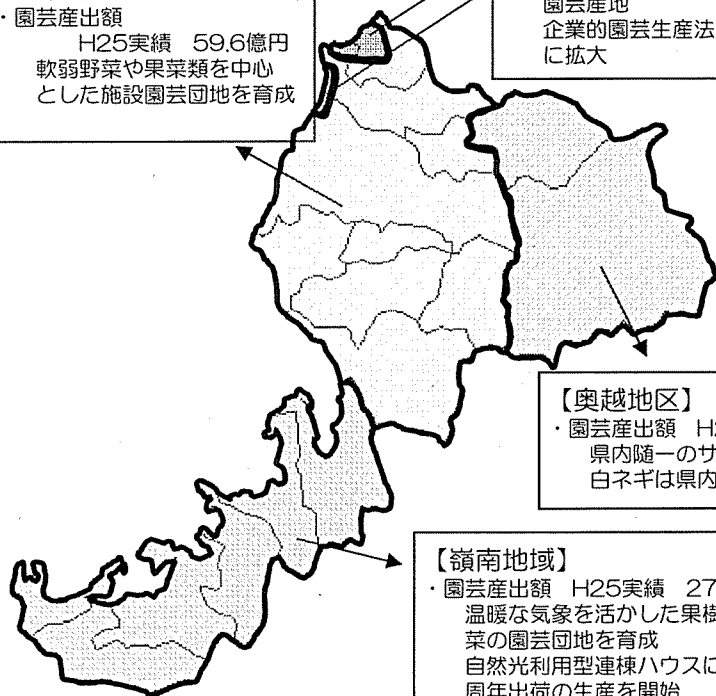 ・園芸産出額
H25実績 59.6億円
軟弱野菜や果菜類を中心
とした施設園芸団地を育成
園芸産地
企業的園芸生産法
に拡大
【奥越地区】
・園芸産出額 H2
県内随一のサ
白ネギは県内
【嶺南地域】
・園芸産出額 H25実績 27
温暖な気象を活かした果樹
菜の園芸団地を育成
自然光利用型連棟ハウスに
周年出荷の生産を開始